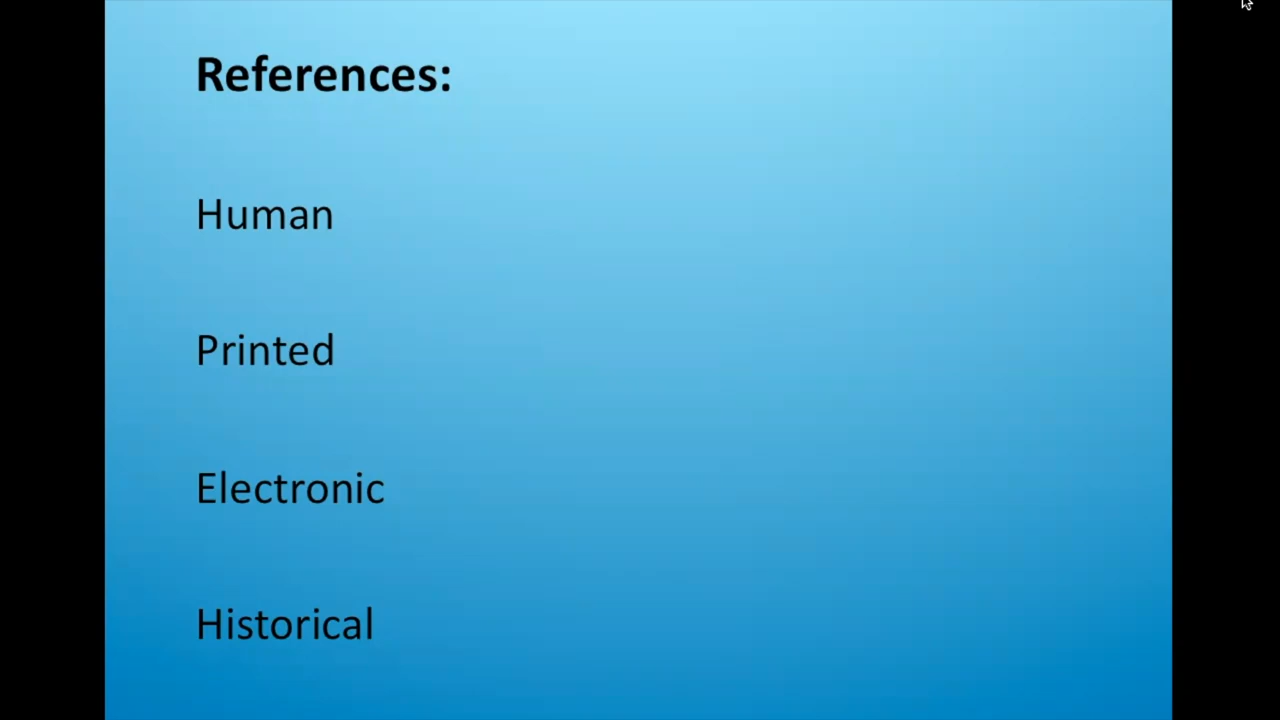 References:
Human
Printed
Electronic
Historical